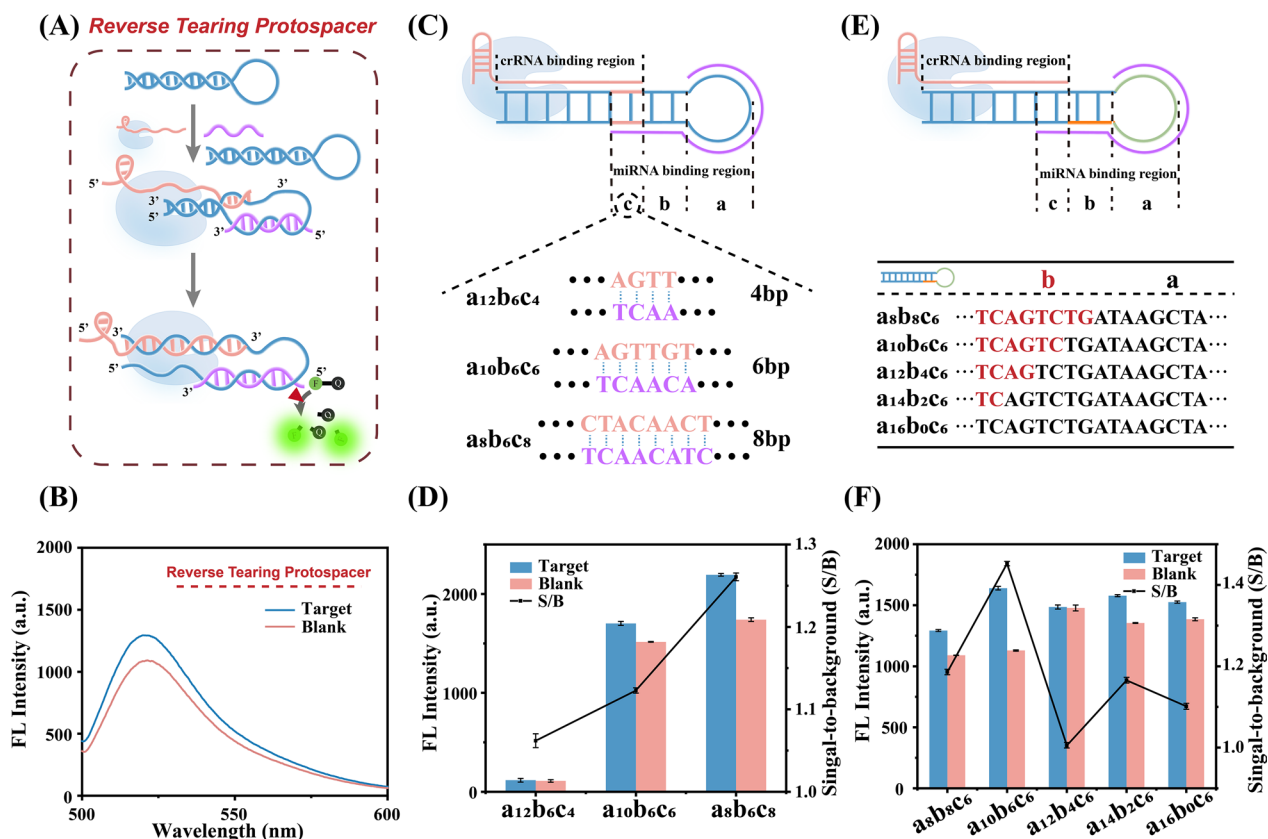 (A)
Reverse Tearing Protospacer
5’
3’
3’
5’
3’
5’
3’
3’
5’
5’
3’
F
Q
Q
Q
(B)
2000
1500
1000
500
0
FL Intensity (a.u.)
Reverse Tearing Protospacer
Target
Blank
500
550
600
Wavelength (nm)
(C)
crRNA binding region
miRNA binding region
c b a
a₁₂b₆c₄ ••• AGTT ••• 4bp
••• TCAA •••
a₁₀b₆c₆ ••• AGTTGT ••• 6bp
••• TCAACA •••
a₈b₆c₈ ••• CTACAACT ••• 8bp
••• TCAACATC •••
(D)
2000
1000
0
FL Intensity (a.u.)
Target
Blank
S/B
1.3
1.2
1.1
1.0
Singal-to-background (S/B)
a₁₂b₆c₄ a₁₀b₆c₆ a₈b₆c₈
(E)
crRNA binding region
miRNA binding region
c b a
b a
a₈b₈c₆ ···TCAGTCTGATAAGCTA···
a₁₀b₆c₆ ···TCAGTCTGATAAGCTA···
a₁₂b₄c₆ ···TCAGTCTGATAAGCTA···
a₁₄b₂c₆ ···TCAGTCTGATAAGCTA···
a₁₆b₀c₆ ···TCAGTCTGATAAGCTA···
(F)
2000
1500
1000
500
0
FL Intensity (a.u.)
Target
Blank
S/B
1.4
1.2
1.0
Singal-to-background (S/B)
a₈b₈c₆ a₁₀b₆c₆ a₁₂b₄c₆ a₁₄b₂c₆ a₁₆b₀c₆